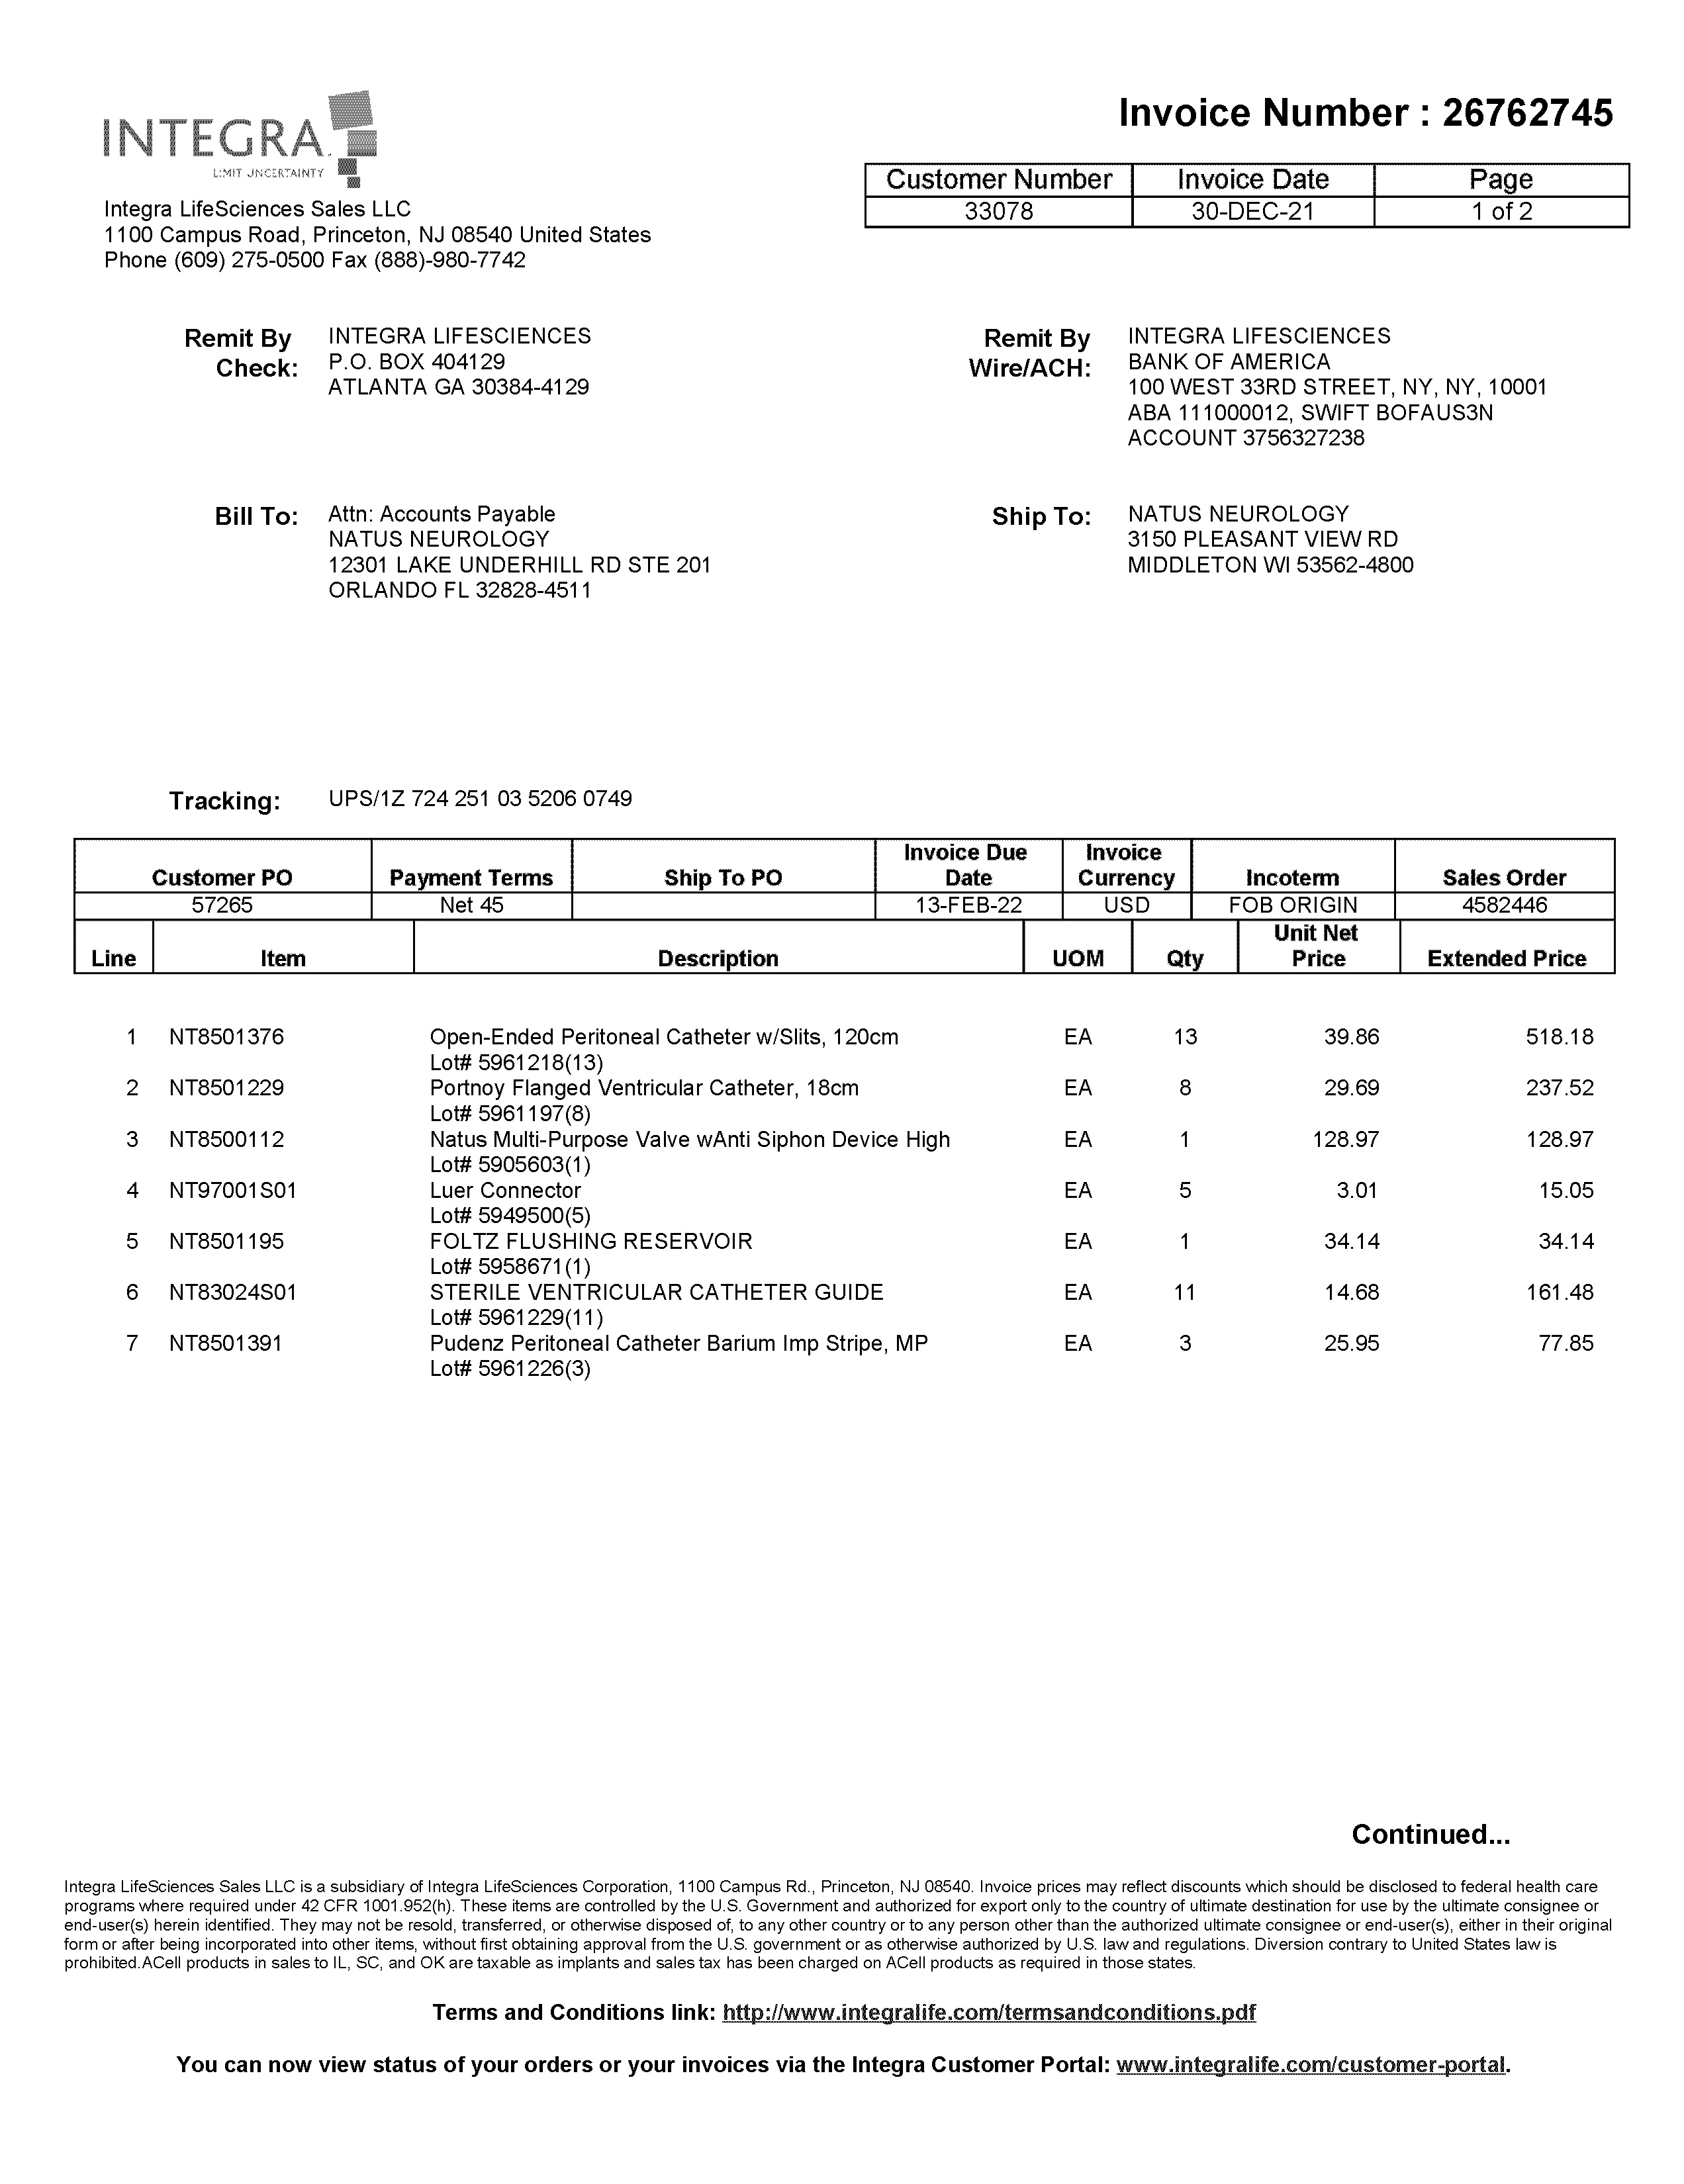 INTEGRA
LIMIT UNCERTAINTY
Integra LifeSciences Sales LLC
1100 Campus Road, Princeton, NJ 08540 United States
Phone (609) 275-0500 Fax (888)-980-7742
Invoice Number : 26762745
Customer Number Invoice Date Page
33078 30-DEC-21 1 of 2
Remit By Check:
INTEGRA LIFESCIENCES
P.O. BOX 404129
ATLANTA GA 30384-4129
Remit By Wire/ACH:
INTEGRA LIFESCIENCES
BANK OF AMERICA
100 WEST 33RD STREET, NY, NY, 10001
ABA 111000012, SWIFT BOFAUS3N
ACCOUNT 3756327238
Bill To:
Attn: Accounts Payable
NATUS NEUROLOGY
12301 LAKE UNDERHILL RD STE 201
ORLANDO FL 32828-4511
Ship To:
NATUS NEUROLOGY
3150 PLEASANT VIEW RD
MIDDLETON WI 53562-4800
Tracking: UPS/1Z 724 251 03 5206 0749
Customer PO Payment Terms Ship To PO Invoice Due Date Invoice Currency Incoterm Sales Order
57265 Net 45 13-FEB-22 USD FOB ORIGIN 4582446
Line Item Description UOM Qty Unit Net Price Extended Price
1 NT8501376 Open-Ended Peritoneal Catheter w/Slits, 120cm EA 13 39.86 518.18
Lot# 5961218(13)
2 NT8501229 Portnoy Flanged Ventricular Catheter, 18cm EA 8 29.69 237.52
Lot# 5961197(8)
3 NT8500112 Natus Multi-Purpose Valve wAnti Siphon Device High EA 1 128.97 128.97
Lot# 5905603(1)
4 NT97001S01 Luer Connector EA 5 3.01 15.05
Lot# 5949500(5)
5 NT8501195 FOLTZ FLUSHING RESERVOIR EA 1 34.14 34.14
Lot# 5958671(1)
6 NT83024S01 STERILE VENTRICULAR CATHETER GUIDE EA 11 14.68 161.48
Lot# 5961229(11)
7 NT8501391 Pudenz Peritoneal Catheter Barium Imp Stripe, MP EA 3 25.95 77.85
Lot# 5961226(3)
Continued...
Integra LifeSciences Sales LLC is a subsidiary of Integra LifeSciences Corporation, 1100 Campus Rd., Princeton, NJ 08540. Invoice prices may reflect discounts which should be disclosed to federal health care
programs where required under 42 CFR 1001.952(h). These items are controlled by the U.S. Government and authorized for export only to the country of ultimate destination for use by the ultimate consignee or
end-user(s) herein identified. They may not be resold, transferred, or otherwise disposed of, to any other country or to any person other than the authorized ultimate consignee or end-user(s), either in their original
form or after being incorporated into other items, without first obtaining approval from the U.S. government or as otherwise authorized by U.S. law and regulations. Diversion contrary to United States law is
prohibited.ACell products in sales to IL, SC, and OK are taxable as implants and sales tax has been charged on ACell products as required in those states.
Terms and Conditions link: http://www.integralife.com/termsandconditions.pdf
You can now view status of your orders or your invoices via the Integra Customer Portal: www.integralife.com/customer-portal.